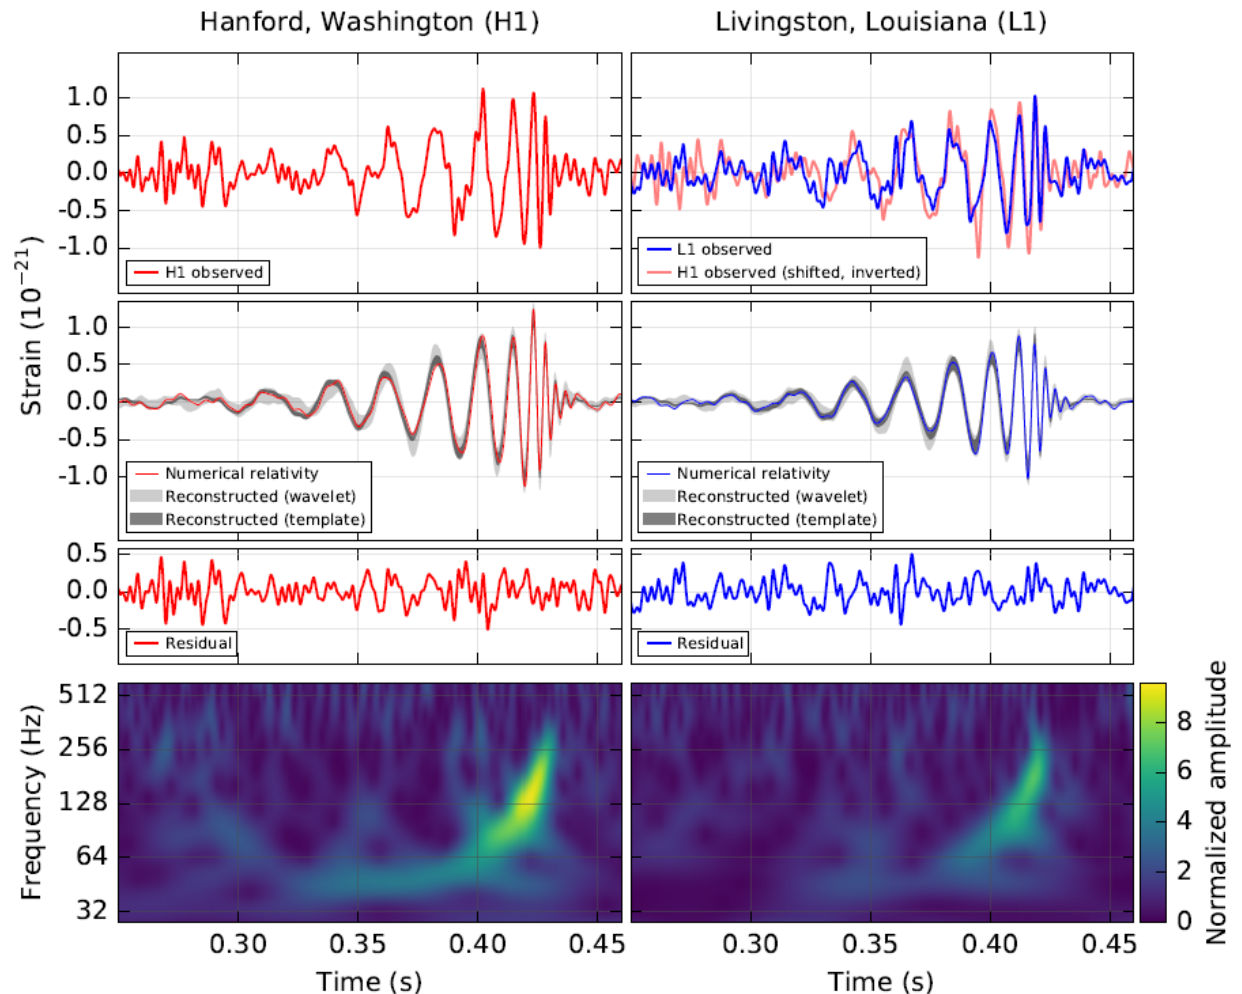 Hanford, Washington (H1)
Livingston, Louisiana (L1)
Strain (10⁻²¹)
1.0
0.5
0.0
-0.5
-1.0
H1 observed
L1 observed
H1 observed (shifted, inverted)
1.0
0.5
0.0
-0.5
-1.0
Numerical relativity
Reconstructed (wavelet)
Reconstructed (template)
Numerical relativity
Reconstructed (wavelet)
Reconstructed (template)
0.5
0.0
-0.5
Residual
Residual
Frequency (Hz)
512
256
128
64
32
0.30 0.35 0.40 0.45
Time (s)
0.30 0.35 0.40 0.45
Time (s)
8
6
4
2
0
Normalized amplitude